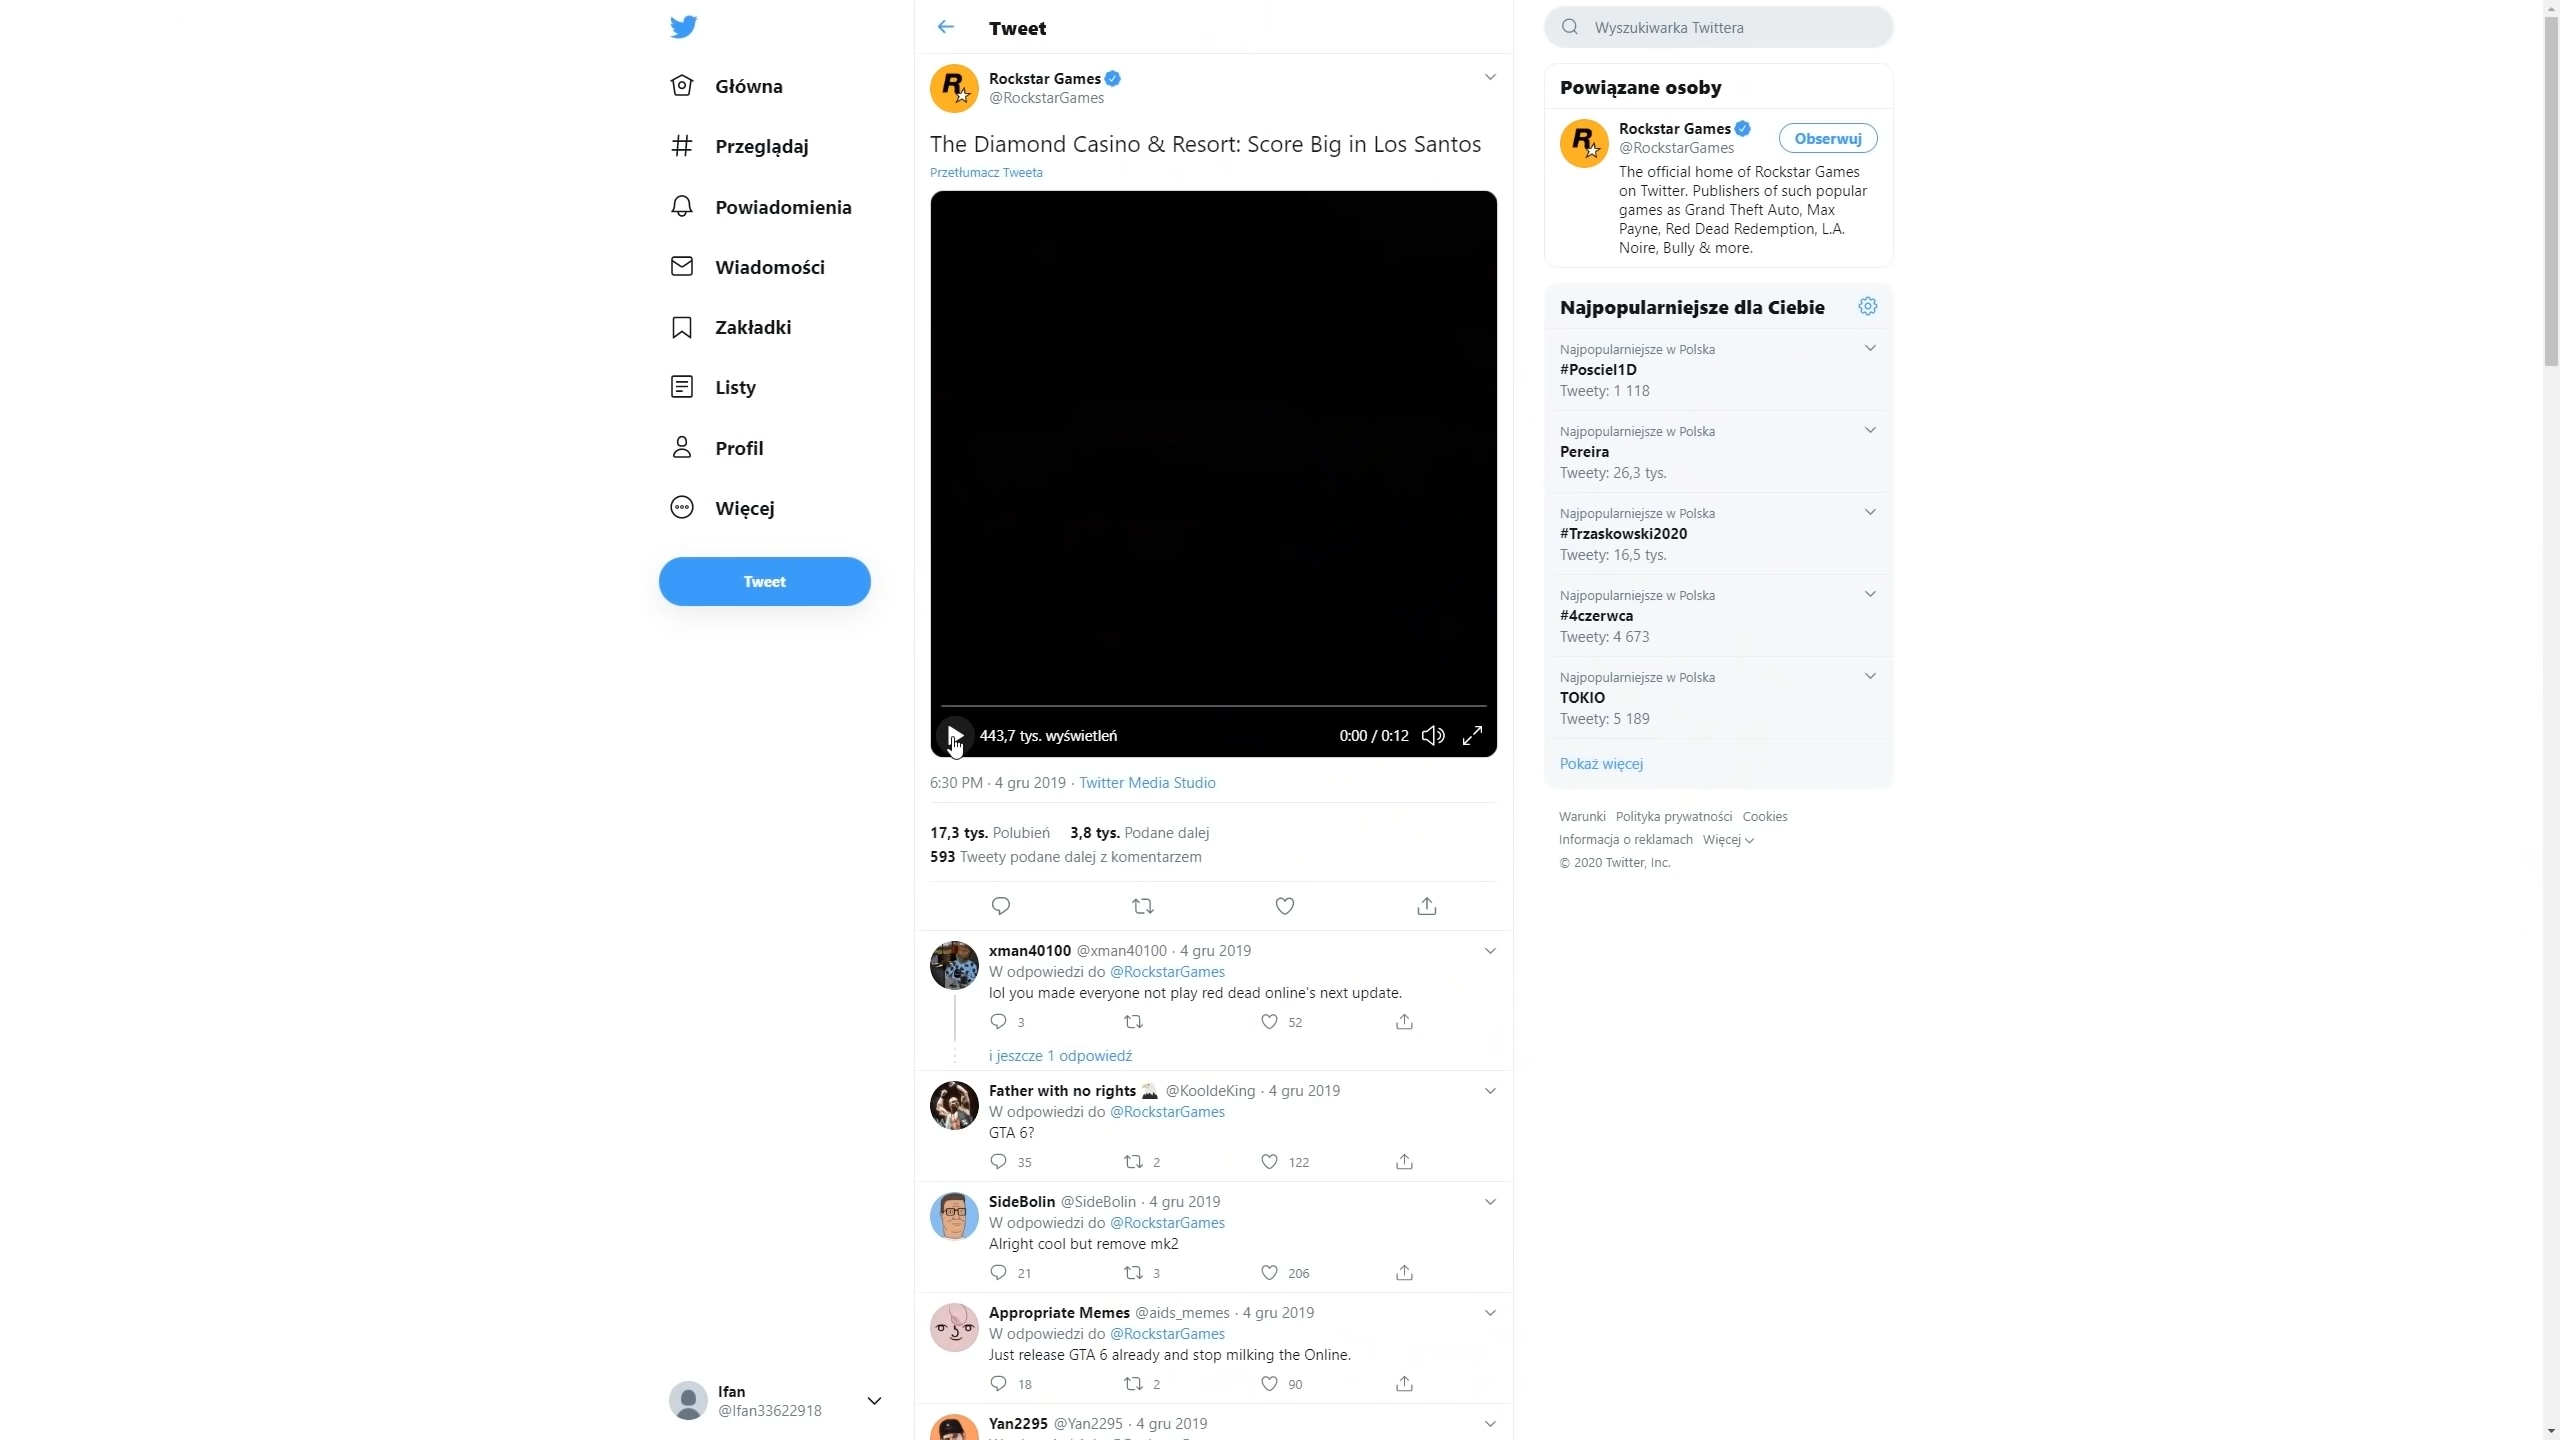 Główna
Przeglądaj
Powiadomienia
Wiadomości
Zakładki
Listy
Profil
Więcej
Tweet
Ifan
@Ifan33622918
Tweet
Rockstar Games
@RockstarGames
The Diamond Casino & Resort: Score Big in Los Santos
Przetłumacz Tweeta
443,7 tys. wyświetleń
0:00 / 0:12
6:30 PM · 4 gru 2019 · Twitter Media Studio
17,3 tys. Polubień 3,8 tys. Podane dalej
593 Tweety podane dalej z komentarzem
xman40100 @xman40100 · 4 gru 2019
W odpowiedzi do @RockstarGames
lol you made everyone not play red dead online's next update.
3 52
i jeszcze 1 odpowiedź
Father with no rights @KooldeKing · 4 gru 2019
W odpowiedzi do @RockstarGames
GTA 6?
35 2 122
SideBolin @SideBolin · 4 gru 2019
W odpowiedzi do @RockstarGames
Alright cool but remove mk2
21 3 206
Appropriate Memes @aids_memes · 4 gru 2019
W odpowiedzi do @RockstarGames
Just release GTA 6 already and stop milking the Online.
18 2 90
Yan2295 @Yan2295 · 4 gru 2019
Wyszukiwarka Twittera
Powiązane osoby
Rockstar Games
@RockstarGames
Obserwuj
The official home of Rockstar Games
on Twitter. Publishers of such popular
games as Grand Theft Auto, Max
Payne, Red Dead Redemption, L.A.
Noire, Bully & more.
Najpopularniejsze dla Ciebie
Najpopularniejsze w Polska
#Posciel1D
Tweety: 1 118
Najpopularniejsze w Polska
Pereira
Tweety: 26,3 tys.
Najpopularniejsze w Polska
#Trzaskowski2020
Tweety: 16,5 tys.
Najpopularniejsze w Polska
#4czerwca
Tweety: 4 673
Najpopularniejsze w Polska
TOKIO
Tweety: 5 189
Pokaż więcej
Warunki Polityka prywatności Cookies
Informacja o reklamach Więcej
© 2020 Twitter, Inc.